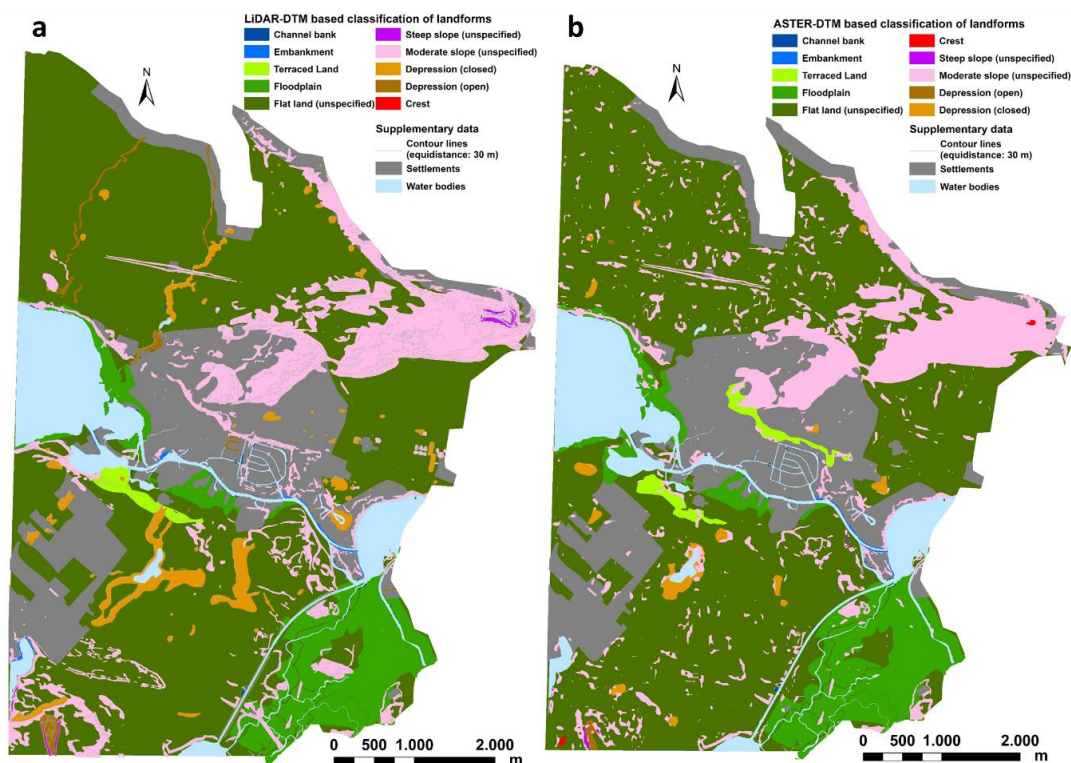 a
LiDAR-DTM based classification of landforms
Channel bank
Embankment
Terraced Land
Floodplain
Flat land (unspecified)
Steep slope (unspecified)
Moderate slope (unspecified)
Depression (closed)
Depression (open)
Crest
Supplementary data
Contour lines
(equidistance: 30 m)
Settlements
Water bodies
N
0 500 1.000 2.000
m
b
ASTER-DTM based classification of landforms
Channel bank
Embankment
Terraced Land
Floodplain
Flat land (unspecified)
Crest
Steep slope (unspecified)
Moderate slope (unspecified)
Depression (open)
Depression (closed)
Supplementary data
Contour lines
(equidistance: 30 m)
Settlements
Water bodies
N
0 500 1.000 2.000
m